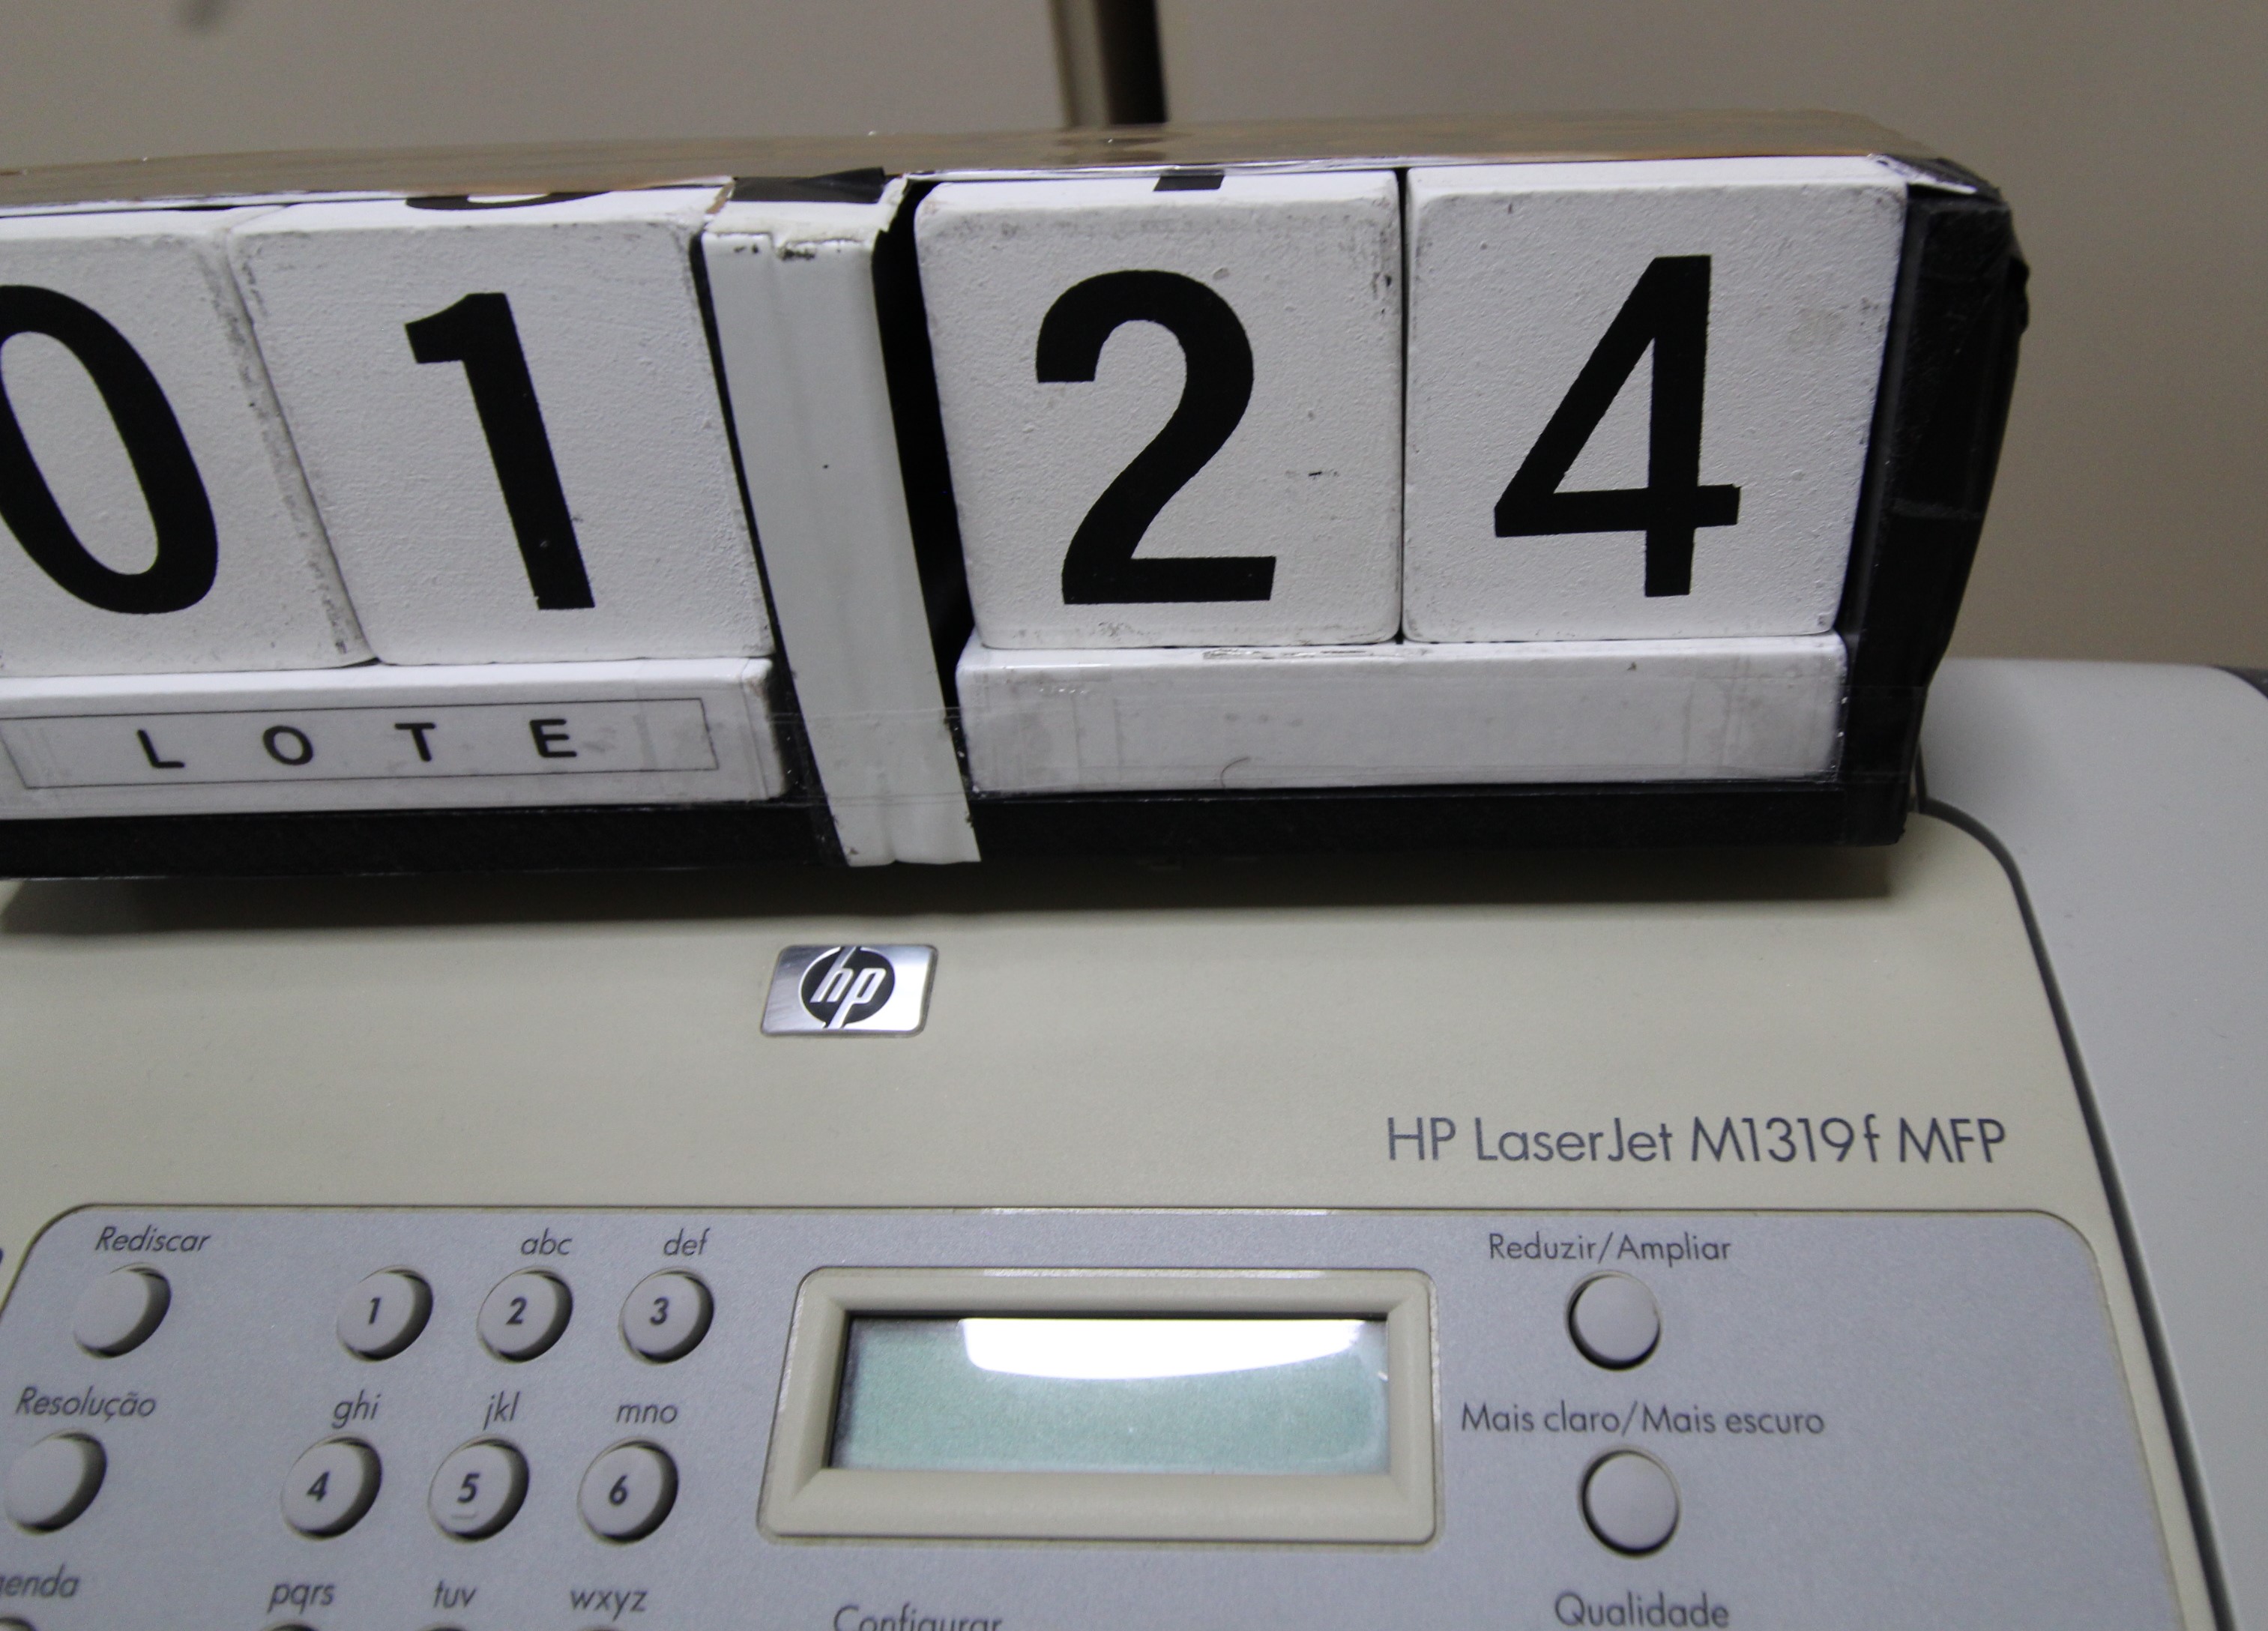 01 24
LOTE
hp
HP LaserJet M1319f MFP
Rediscar abc def Reduzir/Ampliar
1 2 3
Resolução ghi jkl mno Mais claro/Mais escuro
4 5 6
pqrs tuv wxyz Configurar Qualidade